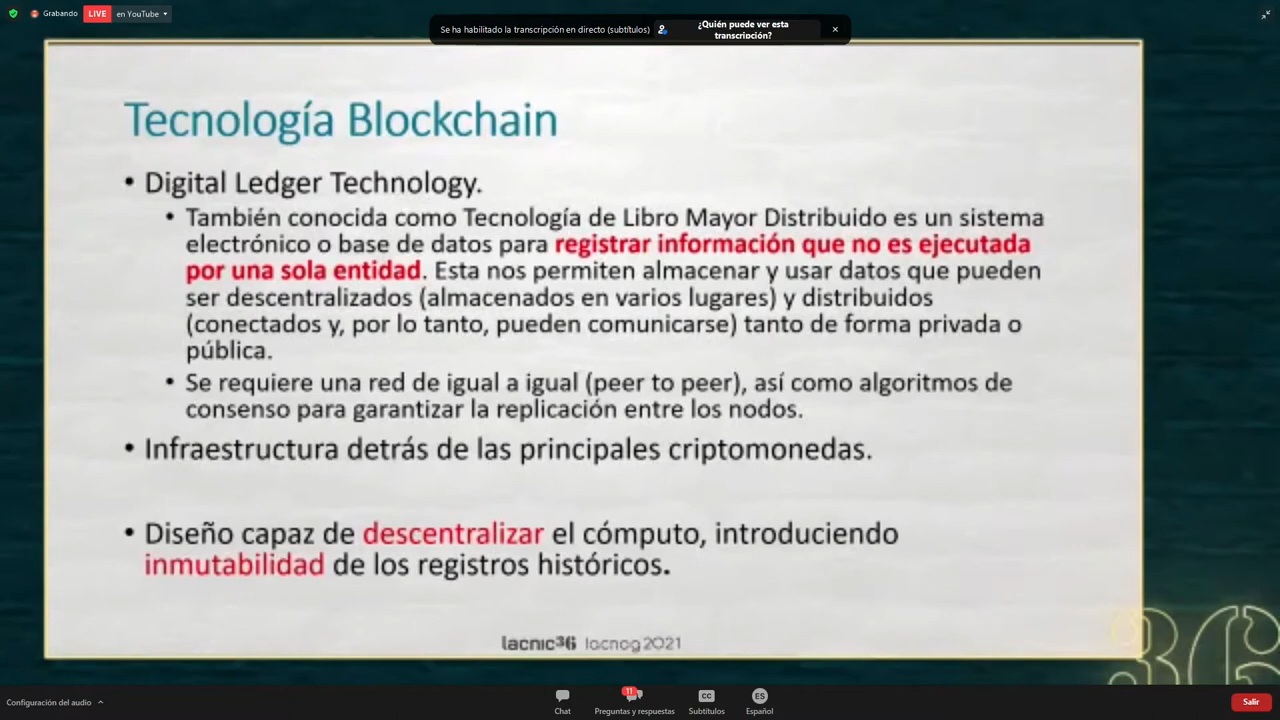 Grabando
LIVE
en YouTube
Se ha habilitado la transcripción en directo (subtítulos)
¿Quién puede ver esta
transcripción?
Tecnología Blockchain
• Digital Ledger Technology.
• También conocida como Tecnología de Libro Mayor Distribuido es un sistema
electrónico o base de datos para registrar información que no es ejecutada
por una sola entidad. Esta nos permiten almacenar y usar datos que pueden
ser descentralizados (almacenados en varios lugares) y distribuidos
(conectados y, por lo tanto, pueden comunicarse) tanto de forma privada o
pública.
• Se requiere una red de igual a igual (peer to peer), así como algoritmos de
consenso para garantizar la replicación entre los nodos.
• Infraestructura detrás de las principales criptomonedas.
• Diseño capaz de descentralizar el cómputo, introduciendo
inmutabilidad de los registros históricos.
lacnic36 lacnog2021
36
Configuración del audio
Chat
11
Preguntas y respuestas
CC
Subtítulos
ES
Español
Salir